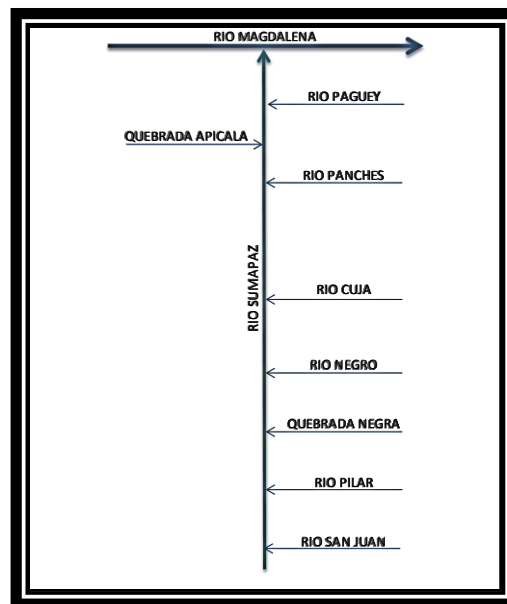 RIO MAGDALENA
RIO PAGUEY
QUEBRADA APICALA
RIO PANCHES
RIO SUMAPAZ
RIO CUJA
RIO NEGRO
QUEBRADA NEGRA
RIO PILAR
RIO SAN JUAN